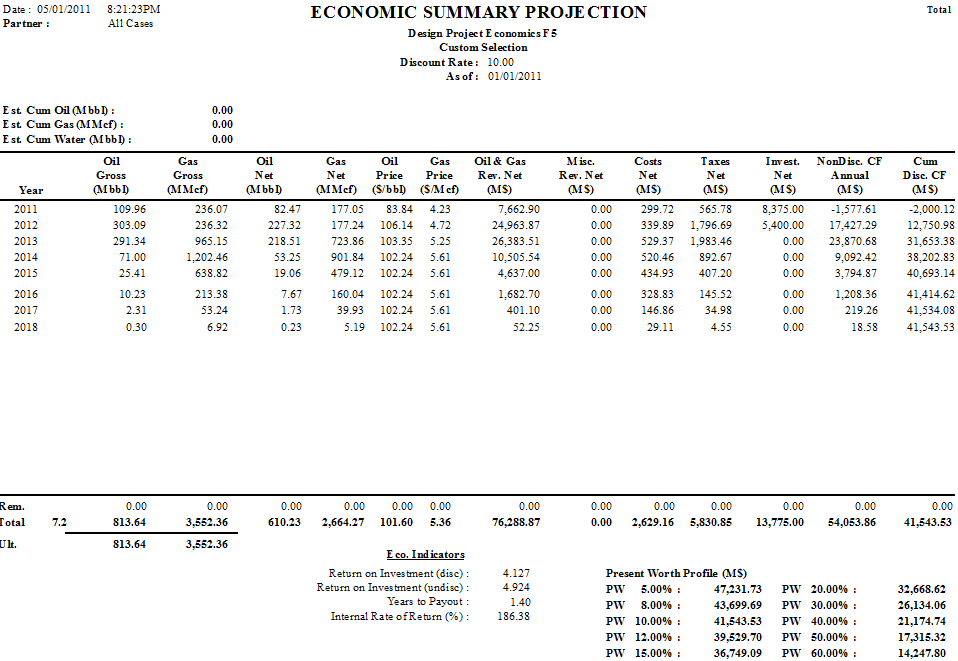 Date : 05/01/2011 8:21:23PM ECONOMIC SUMMARY PROJECTION Total
Partner : All Cases
Design Project Economics F5
Custom Selection
Discount Rate : 10.00
As of : 01/01/2011
Est. Cum Oil (Mbbl) : 0.00
Est. Cum Gas (MMcf) : 0.00
Est. Cum Water (Mbbl) : 0.00
Oil Gas Oil Gas Oil Gas Oil & Gas Misc. Costs Taxes Invest. NonDisc. CF Cum
Gross Gross Net Net Price Price Rev. Net Rev. Net Net Net Net Annual Disc. CF
Year (Mbbl) (MMcf) (Mbbl) (MMcf) ($/bbl) ($/Mcf) (M$) (M$) (M$) (M$) (M$) (M$) (M$)
2011 109.96 236.07 82.47 177.05 83.84 4.23 7,662.90 0.00 299.72 565.78 8,375.00 -1,577.61 -2,000.12
2012 303.09 236.32 227.32 177.24 106.14 4.72 24,963.87 0.00 339.89 1,796.69 5,400.00 17,427.29 12,750.98
2013 291.34 965.15 218.51 723.86 103.35 5.25 26,383.51 0.00 529.37 1,983.46 0.00 23,870.68 31,653.38
2014 71.00 1,202.46 53.25 901.84 102.24 5.61 10,505.54 0.00 520.46 892.67 0.00 9,092.42 38,202.83
2015 25.41 638.82 19.06 479.12 102.24 5.61 4,637.00 0.00 434.93 407.20 0.00 3,794.87 40,693.14
2016 10.23 213.38 7.67 160.04 102.24 5.61 1,682.70 0.00 328.83 145.52 0.00 1,208.36 41,414.62
2017 2.31 53.24 1.73 39.93 102.24 5.61 401.10 0.00 146.86 34.98 0.00 219.26 41,534.08
2018 0.30 6.92 0.23 5.19 102.24 5.61 52.25 0.00 29.11 4.55 0.00 18.58 41,543.53
Rem. 0.00 0.00 0.00 0.00 0.00 0.00 0.00 0.00 0.00 0.00 0.00 0.00 0.00
Total 7.2 813.64 3,552.36 610.23 2,664.27 101.60 5.36 76,288.87 0.00 2,629.16 5,830.85 13,775.00 54,053.86 41,543.53
Ult. 813.64 3,552.36
Eco. Indicators
Return on Investment (disc) : 4.127
Return on Investment (undisc) : 4.924
Years to Payout : 1.40
Internal Rate of Return (%) : 186.38
Present Worth Profile (M$)
PW 5.00% : 47,231.73 PW 20.00% : 32,668.62
PW 8.00% : 43,699.69 PW 30.00% : 26,134.06
PW 10.00% : 41,543.53 PW 40.00% : 21,174.74
PW 12.00% : 39,529.70 PW 50.00% : 17,315.32
PW 15.00% : 36,749.09 PW 60.00% : 14,247.80